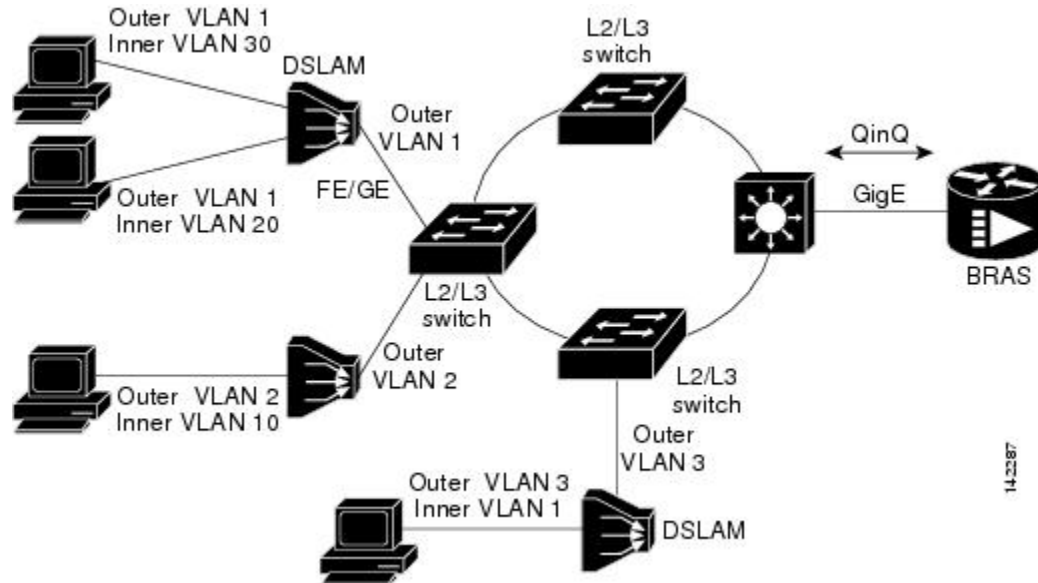 Outer VLAN 1
Inner VLAN 30
DSLAM
L2/L3
switch
Outer
VLAN 1
QinQ
Outer VLAN 1
Inner VLAN 20
FE/GE
GigE
BRAS
L2/L3
switch
Outer
VLAN 2
Outer VLAN 2
Inner VLAN 10
L2/L3
switch
Outer
VLAN 3
Outer VLAN 3
Inner VLAN 1
DSLAM
142287